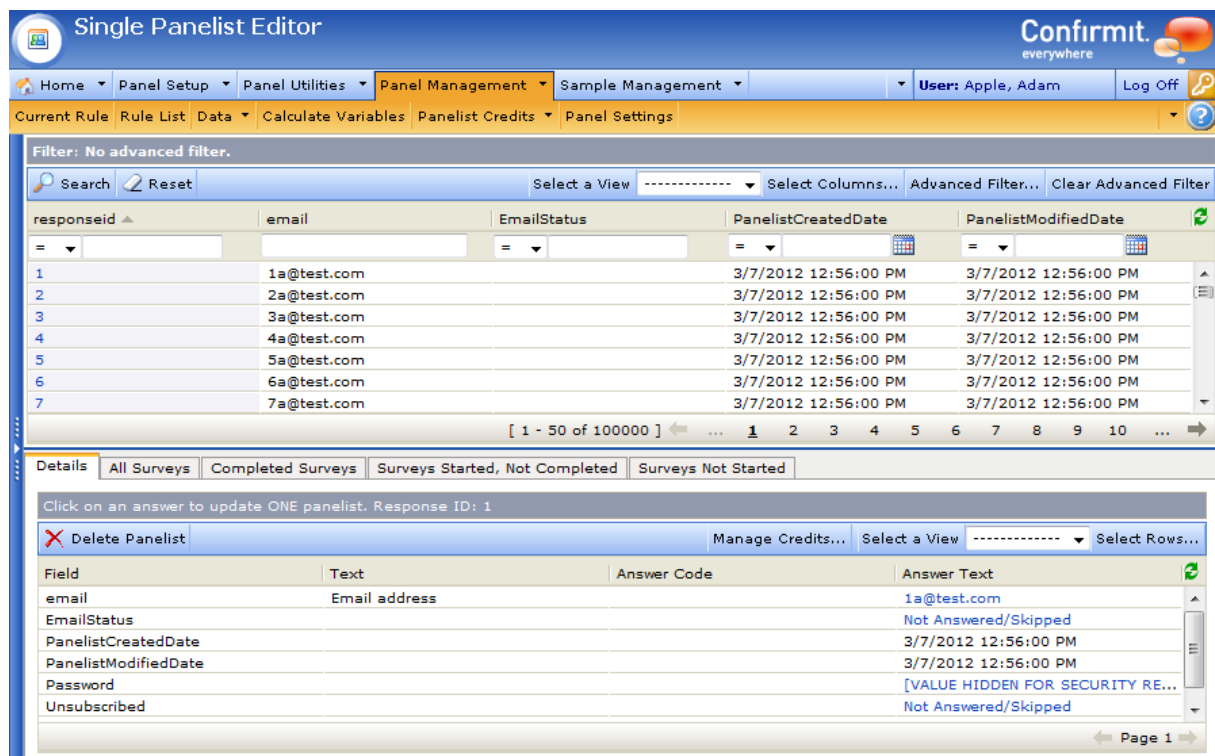 Single Panelist Editor
Confirmit.
everywhere
Home Panel Setup Panel Utilities Panel Management Sample Management User: Apple, Adam Log Off
Current Rule Rule List Data Calculate Variables Panelist Credits Panel Settings
Filter: No advanced filter.
Search Reset Select a View ------------- Select Columns... Advanced Filter... Clear Advanced Filter
responseid email EmailStatus PanelistCreatedDate PanelistModifiedDate
= = = =
1 1a@test.com 3/7/2012 12:56:00 PM 3/7/2012 12:56:00 PM
2 2a@test.com 3/7/2012 12:56:00 PM 3/7/2012 12:56:00 PM
3 3a@test.com 3/7/2012 12:56:00 PM 3/7/2012 12:56:00 PM
4 4a@test.com 3/7/2012 12:56:00 PM 3/7/2012 12:56:00 PM
5 5a@test.com 3/7/2012 12:56:00 PM 3/7/2012 12:56:00 PM
6 6a@test.com 3/7/2012 12:56:00 PM 3/7/2012 12:56:00 PM
7 7a@test.com 3/7/2012 12:56:00 PM 3/7/2012 12:56:00 PM
[ 1 - 50 of 100000 ] ... 1 2 3 4 5 6 7 8 9 10 ...
Details All Surveys Completed Surveys Surveys Started, Not Completed Surveys Not Started
Click on an answer to update ONE panelist. Response ID: 1
Delete Panelist Manage Credits... Select a View ------------- Select Rows...
Field Text Answer Code Answer Text
email Email address 1a@test.com
EmailStatus Not Answered/Skipped
PanelistCreatedDate 3/7/2012 12:56:00 PM
PanelistModifiedDate 3/7/2012 12:56:00 PM
Password [VALUE HIDDEN FOR SECURITY RE...
Unsubscribed Not Answered/Skipped
Page 1